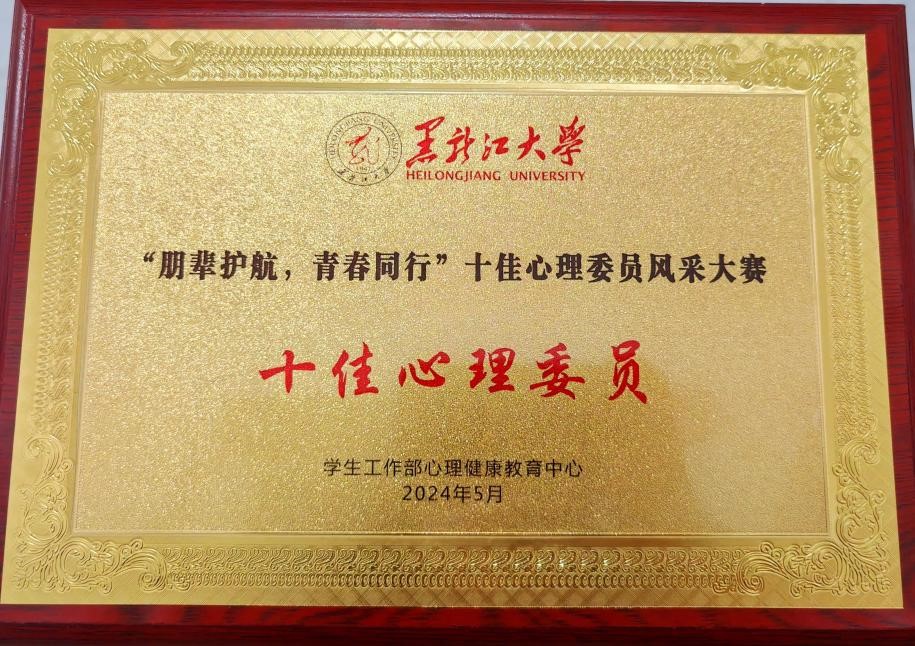 黑龙江大学
HEILONGJIANG UNIVERSITY
“朋辈护航，青春同行”十佳心理委员风采大赛
十佳心理委员
学生工作部心理健康教育中心
2024年5月